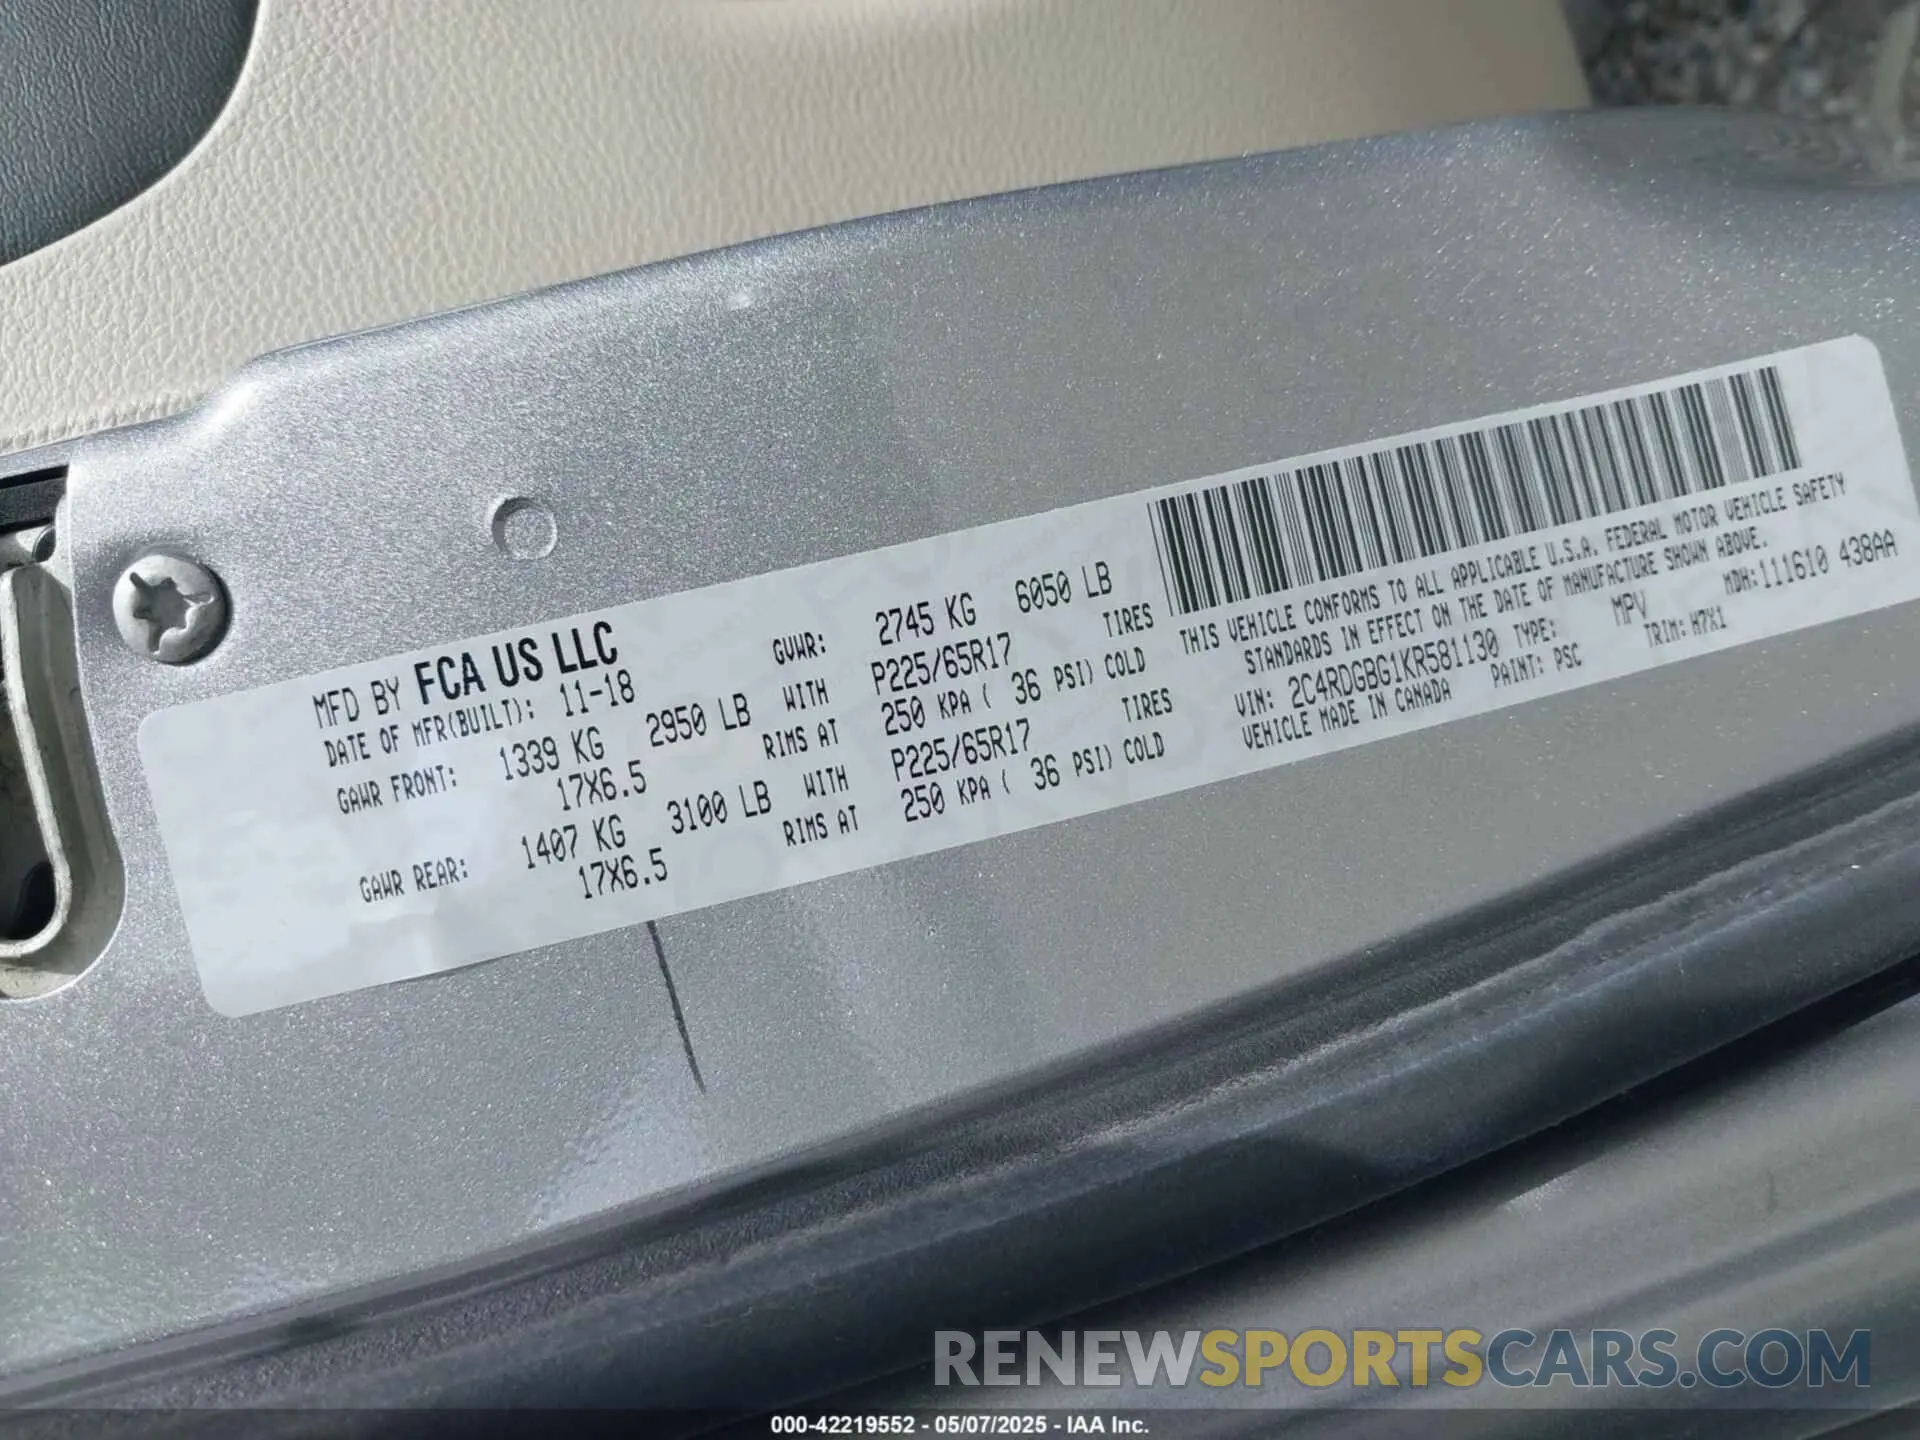 MFD BY FCA US LLC
DATE OF MFR(BUILT): 11-18
GVWR: 2745 KG 6050 LB
GAWR FRONT: 1339 KG 2950 LB WITH P225/65R17 TIRES
17X6.5 RIMS AT 250 KPA ( 36 PSI) COLD
GAWR REAR: 1407 KG 3100 LB WITH P225/65R17 TIRES
17X6.5 RIMS AT 250 KPA ( 36 PSI) COLD
THIS VEHICLE CONFORMS TO ALL APPLICABLE U.S.A. FEDERAL MOTOR VEHICLE SAFETY
STANDARDS IN EFFECT ON THE DATE OF MANUFACTURE SHOWN ABOVE.
VIN: 2C4RDGBG1KR581130 TYPE: MPV MDH:111610 438AA
VEHICLE MADE IN CANADA PAINT: PSC TRIM: H7X1
RENEWSPORTSCARS.COM
000-42219552 - 05/07/2025 - IAA Inc.